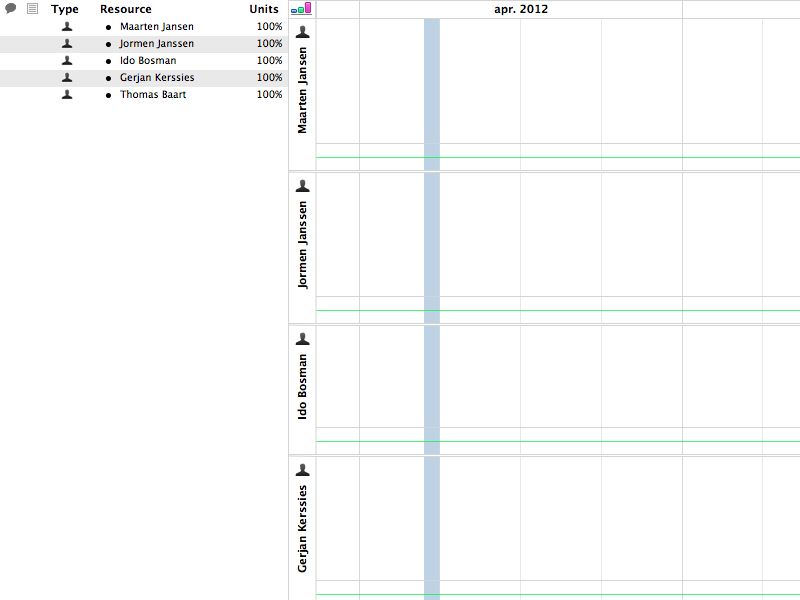 Type Resource Units
Maarten Jansen 100%
Jormen Janssen 100%
Ido Bosman 100%
Gerjan Kerssies 100%
Thomas Baart 100%
apr. 2012
Maarten Jansen
Jormen Janssen
Ido Bosman
Gerjan Kerssies